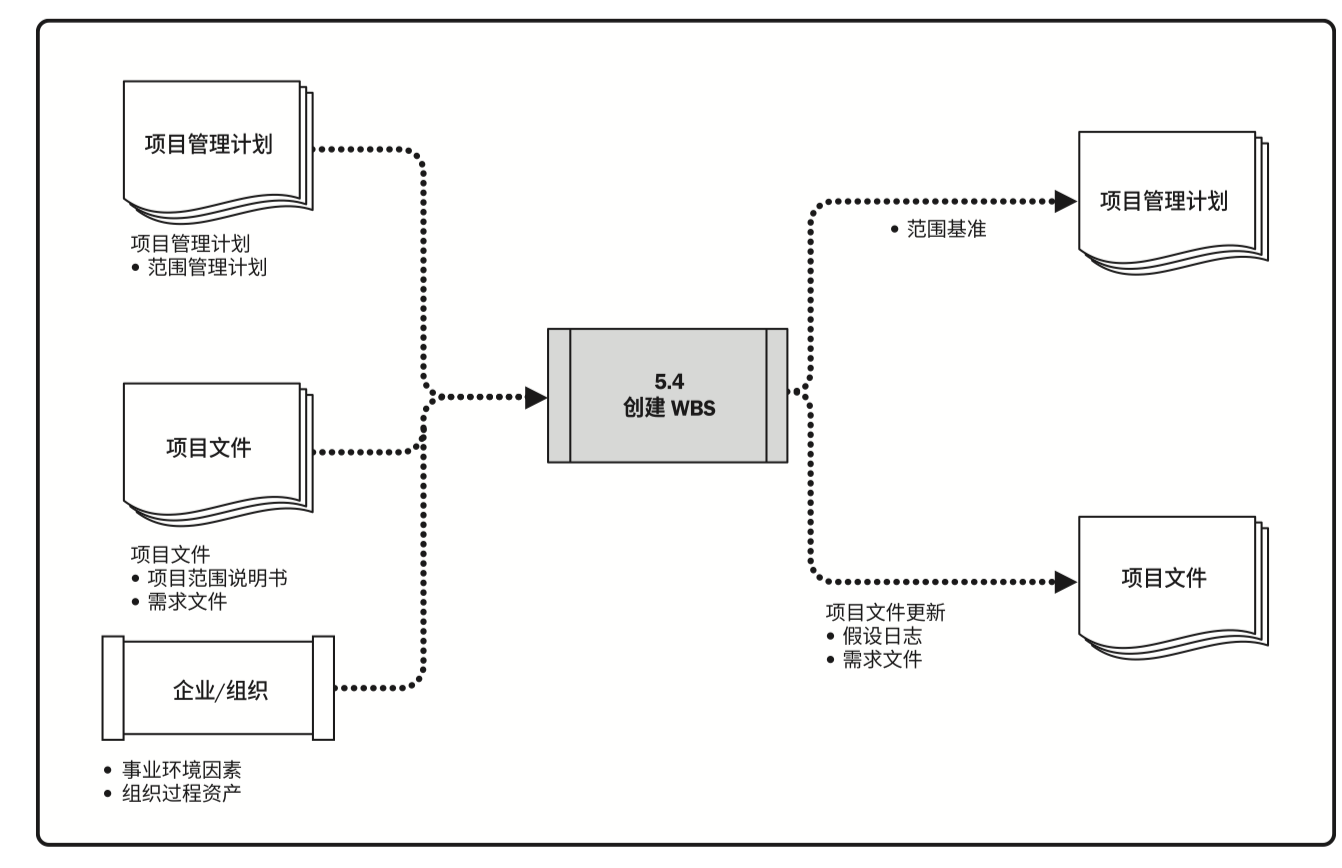 项目管理计划
项目管理计划
• 范围管理计划
项目文件
项目文件
• 项目范围说明书
• 需求文件
企业/组织
• 事业环境因素
• 组织过程资产
5.4
创建 WBS
• 范围基准
项目管理计划
项目文件更新
• 假设日志
• 需求文件
项目文件